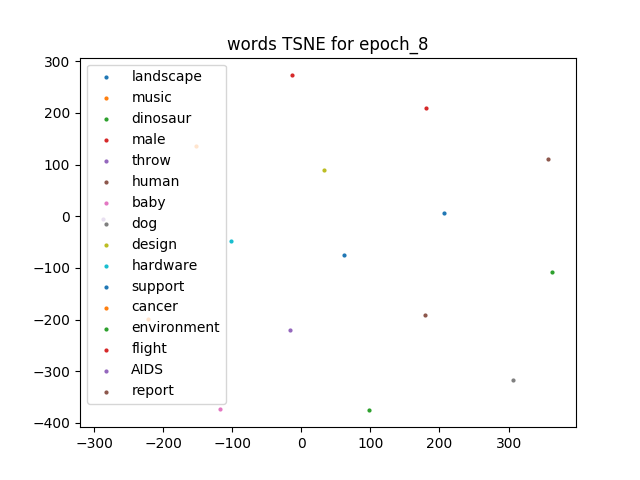 words TSNE for epoch_8
300
200
100
0
−100
−200
−300
−400
landscape
music
dinosaur
male
throw
human
baby
dog
design
hardware
support
cancer
environment
flight
AIDS
report
−300 −200 −100 0 100 200 300